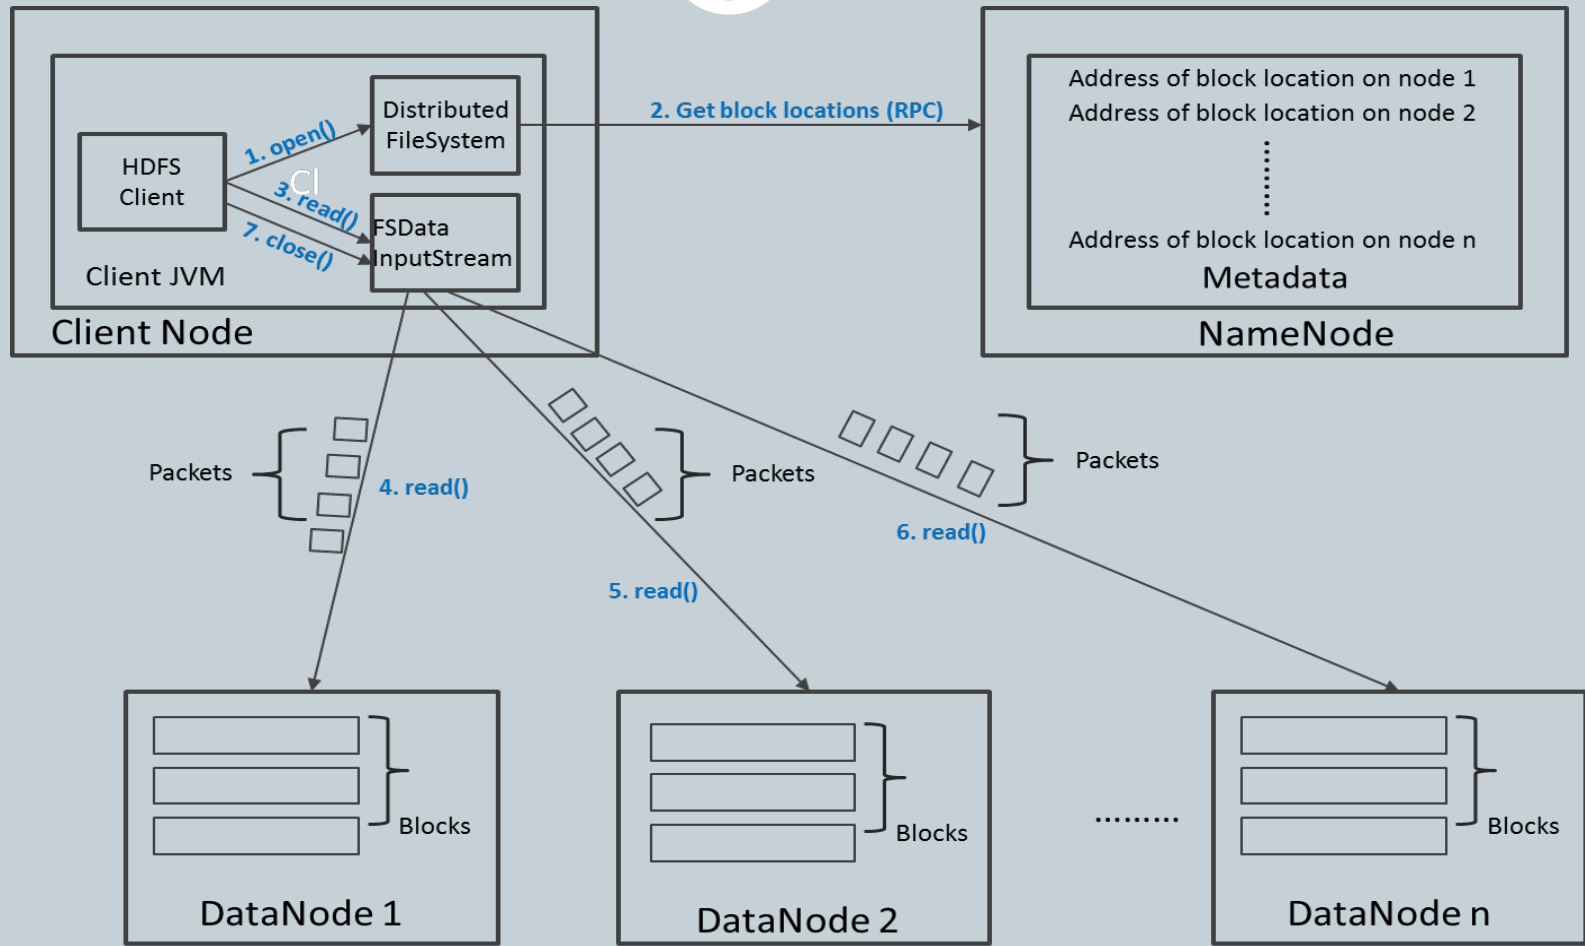 HDFS
Client
1. open()
Cl
3. read()
7. close()
Distributed
FileSystem
FSData
InputStream
Client JVM
Client Node
2. Get block locations (RPC)
Address of block location on node 1
Address of block location on node 2
Address of block location on node n
Metadata
NameNode
Packets
4. read()
Packets
5. read()
Packets
6. read()
Blocks
DataNode 1
Blocks
DataNode 2
.........
Blocks
DataNode n